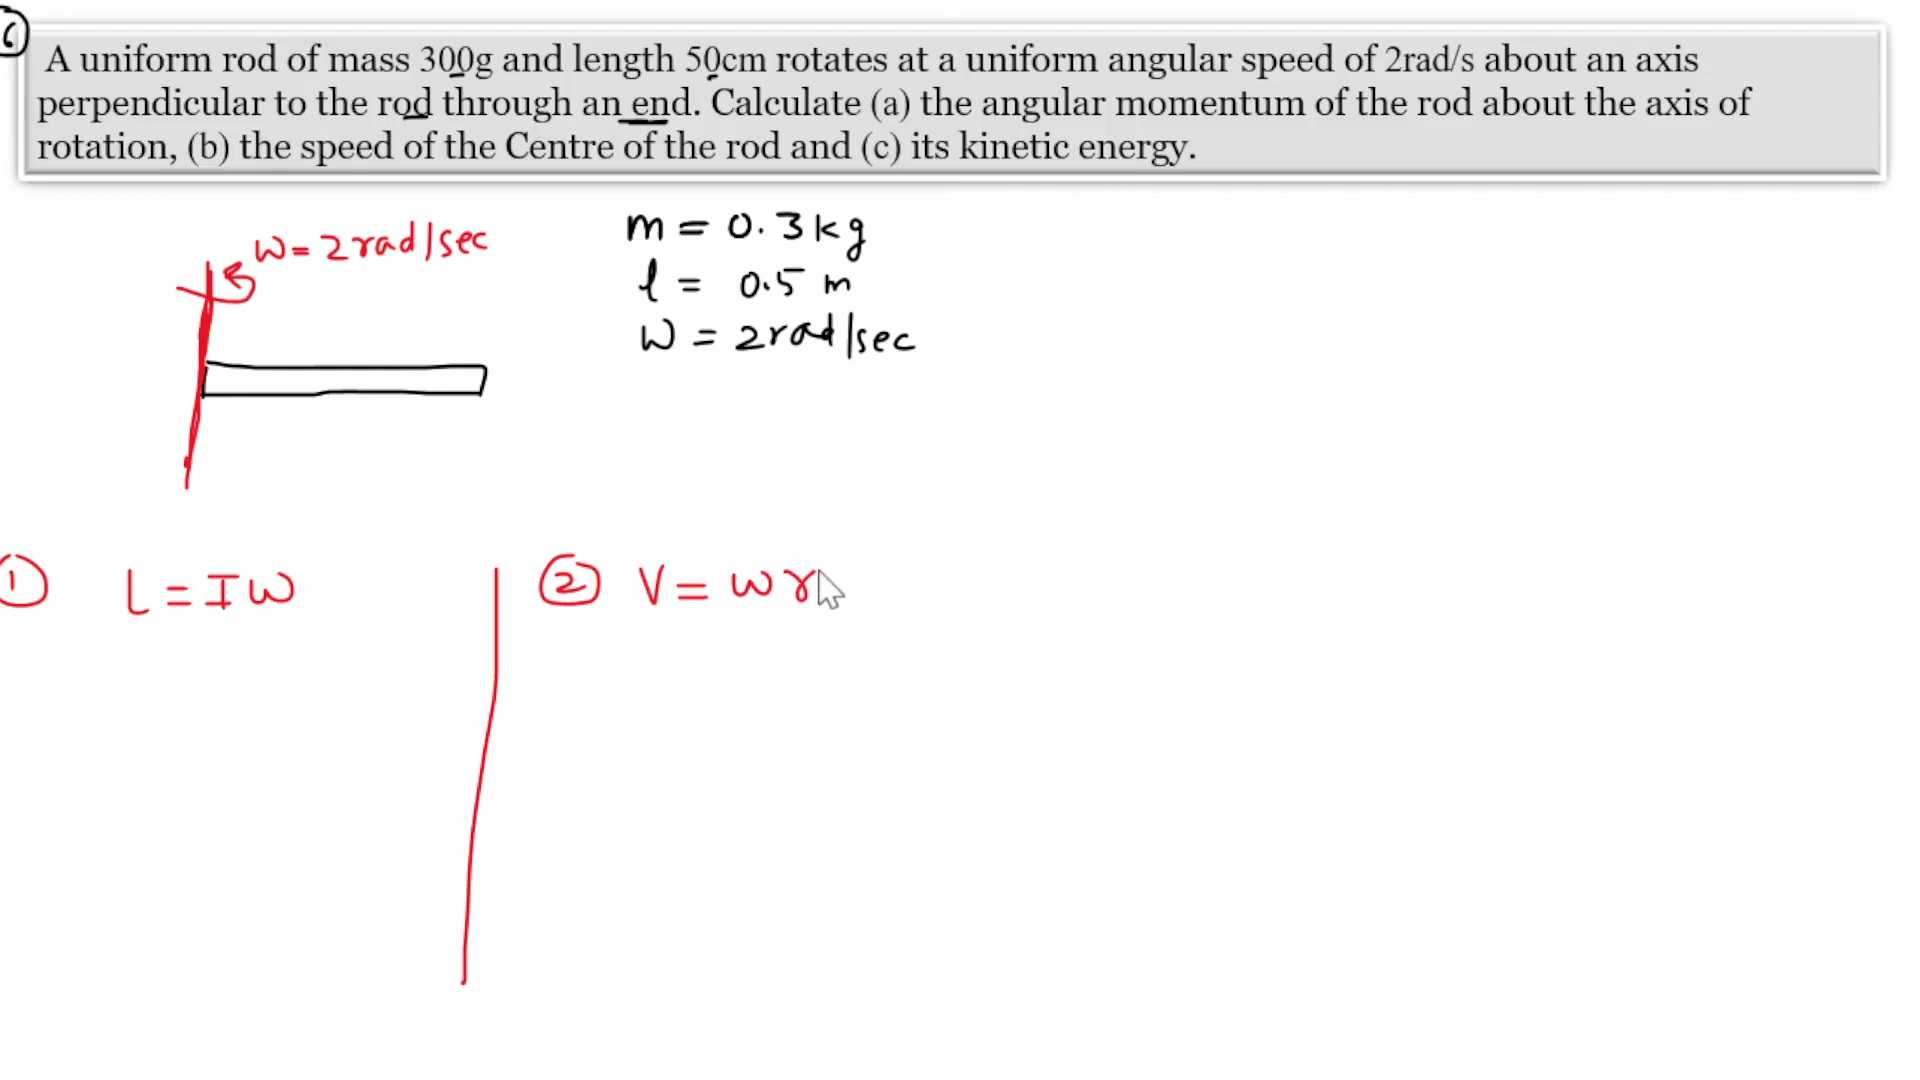 6
A uniform rod of mass 300g and length 50cm rotates at a uniform angular speed of 2rad/s about an axis
perpendicular to the rod through an end. Calculate (a) the angular momentum of the rod about the axis of
rotation, (b) the speed of the Centre of the rod and (c) its kinetic energy.
W = 2 rad/sec
m = 0.3 kg
l = 0.5 m
W = 2 rad/sec
1 L = I W
2 V = W r